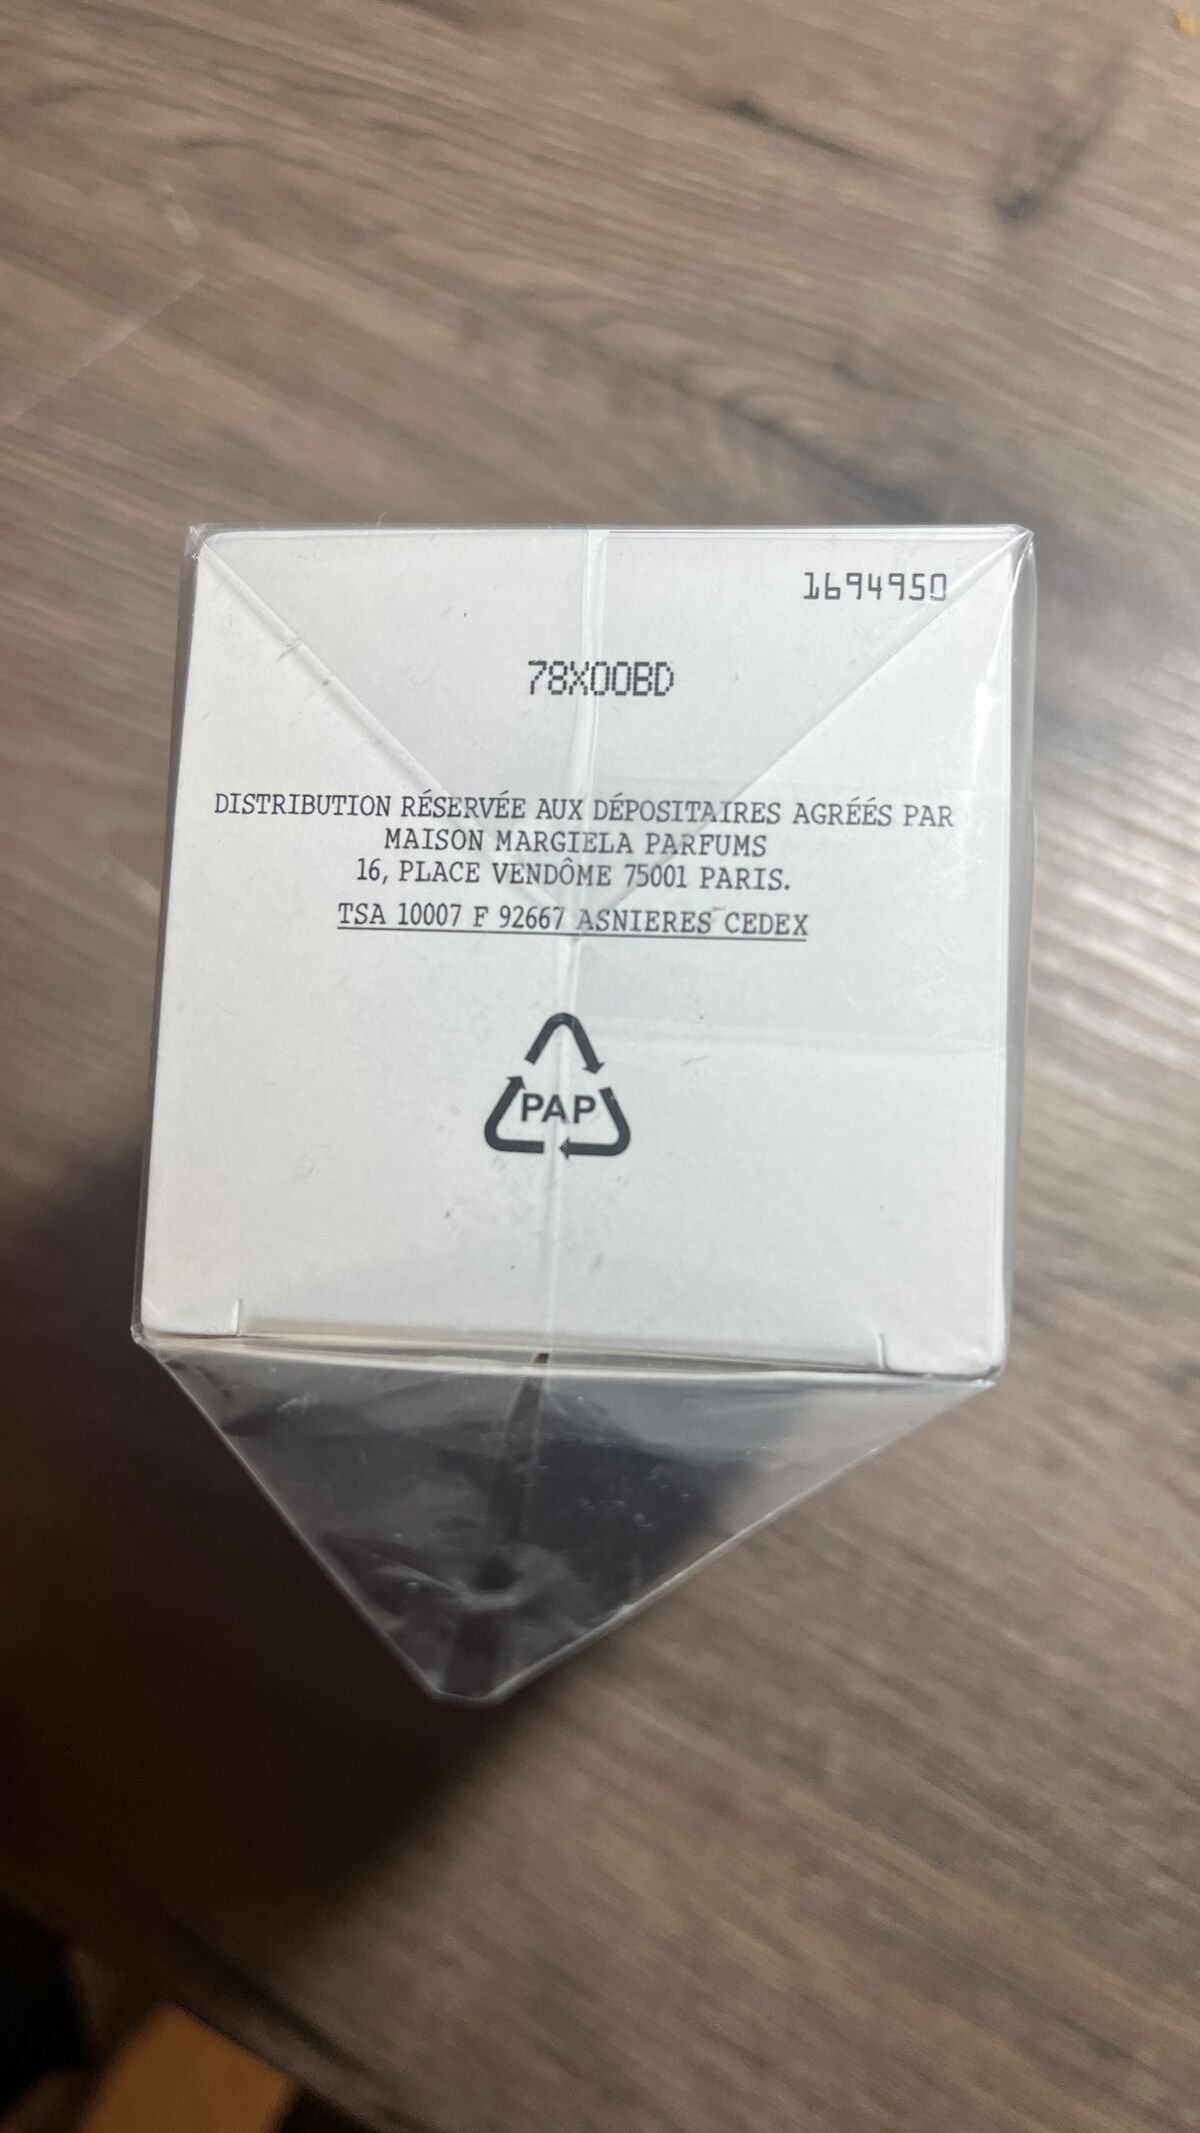 1694950
78X00BD
DISTRIBUTION RÉSERVÉE AUX DÉPOSITAIRES AGRÉÉS PAR
MAISON MARGIELA PARFUMS
16, PLACE VENDÔME 75001 PARIS.
TSA 10007 F 92667 ASNIERES CEDEX
PAP